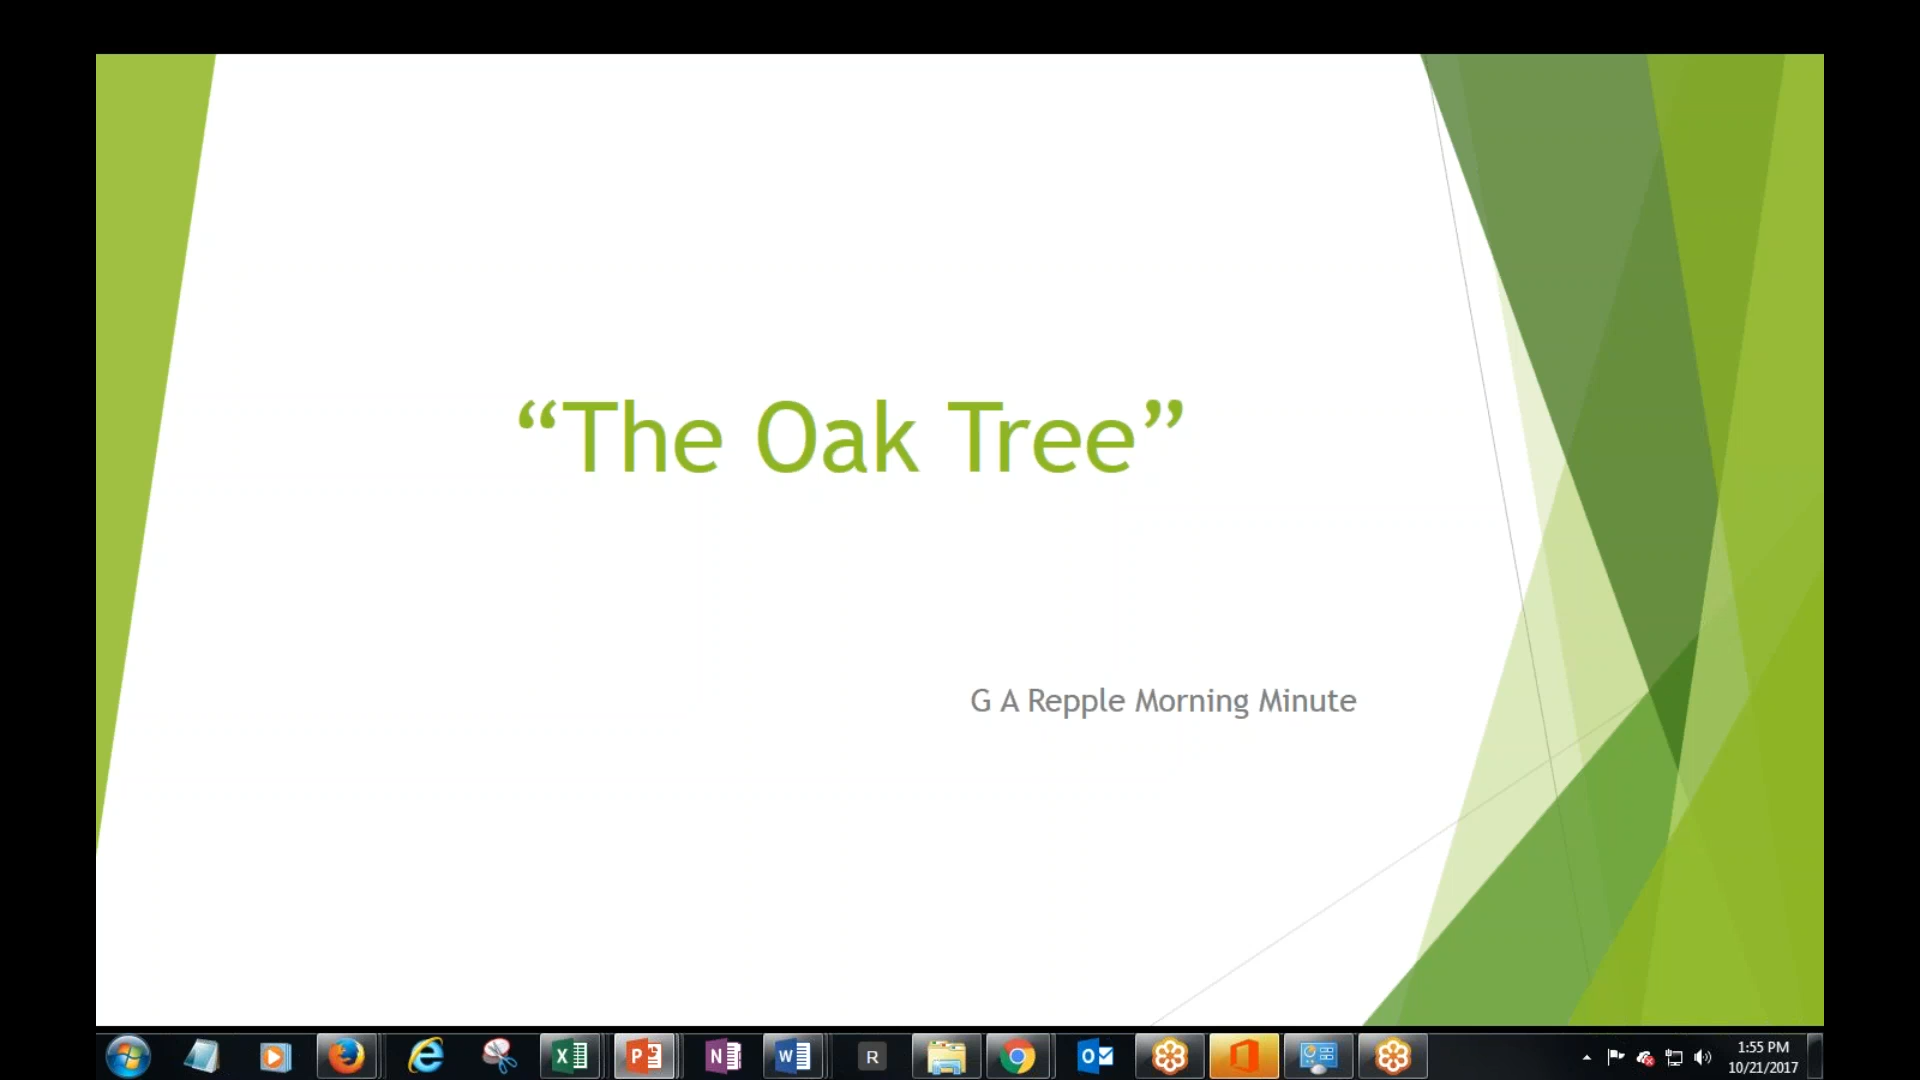 “The Oak Tree”
G A Repple Morning Minute
R
1:55 PM
10/21/2017